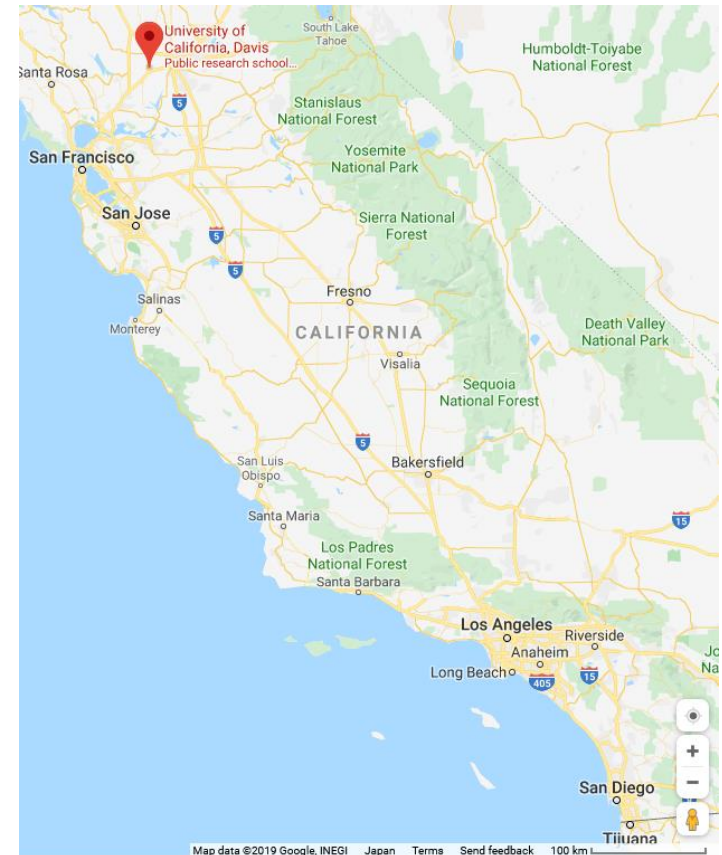 University of
California, Davis
Public research school...
South Lake
Tahoe
Humboldt-Toiyabe
National Forest
Santa Rosa
5
Stanislaus
National Forest
San Francisco
Yosemite
National Park
San Jose
Sierra National
Forest
5
5
Fresno
Salinas
Monterey
CALIFORNIA
Death Valley
National Park
Visalia
Sequoia
National Forest
5
San Luis
Obispo
Bakersfield
Santa Maria
15
Los Padres
National Forest
Santa Barbara
Los Angeles
Riverside
Anaheim
Jo
Na
Long Beach
405
15
San Diego
Tijuana
Map data ©2019 Google, INEGI Japan Terms Send feedback 100 km